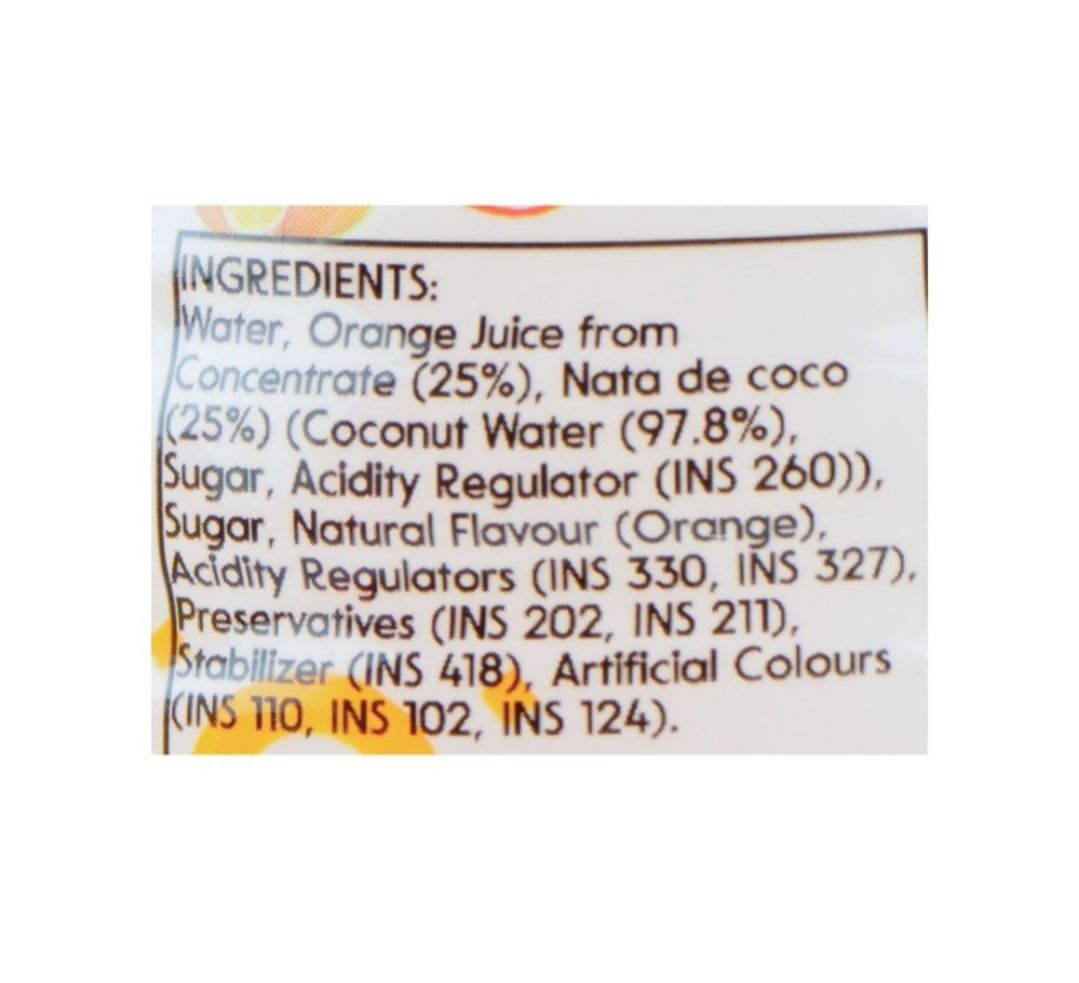 INGREDIENTS:
Water, Orange Juice from
Concentrate (25%), Nata de coco
(25%) (Coconut Water (97.8%),
Sugar, Acidity Regulator (INS 260)),
Sugar, Natural Flavour (Orange),
Acidity Regulators (INS 330, INS 327),
Preservatives (INS 202, INS 211),
Stabilizer (INS 418), Artificial Colours
(INS 110, INS 102, INS 124).